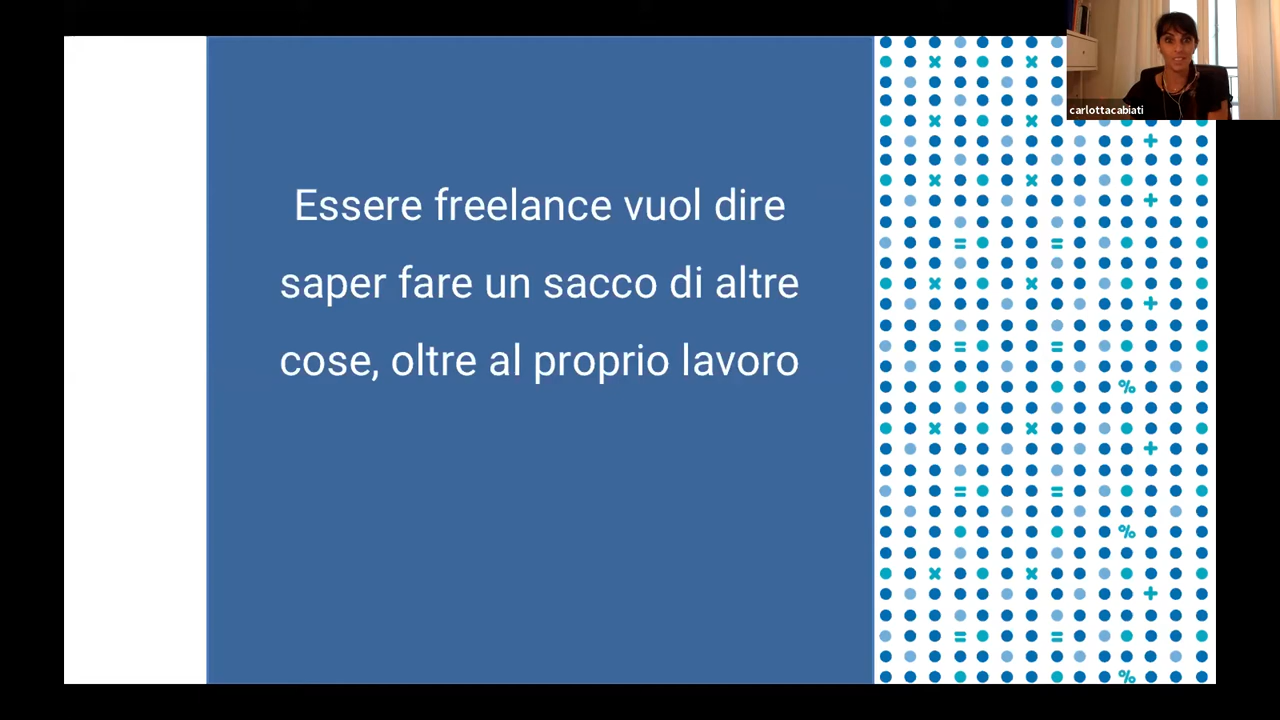 carlottacabiati
Essere freelance vuol dire
saper fare un sacco di altre
cose, oltre al proprio lavoro